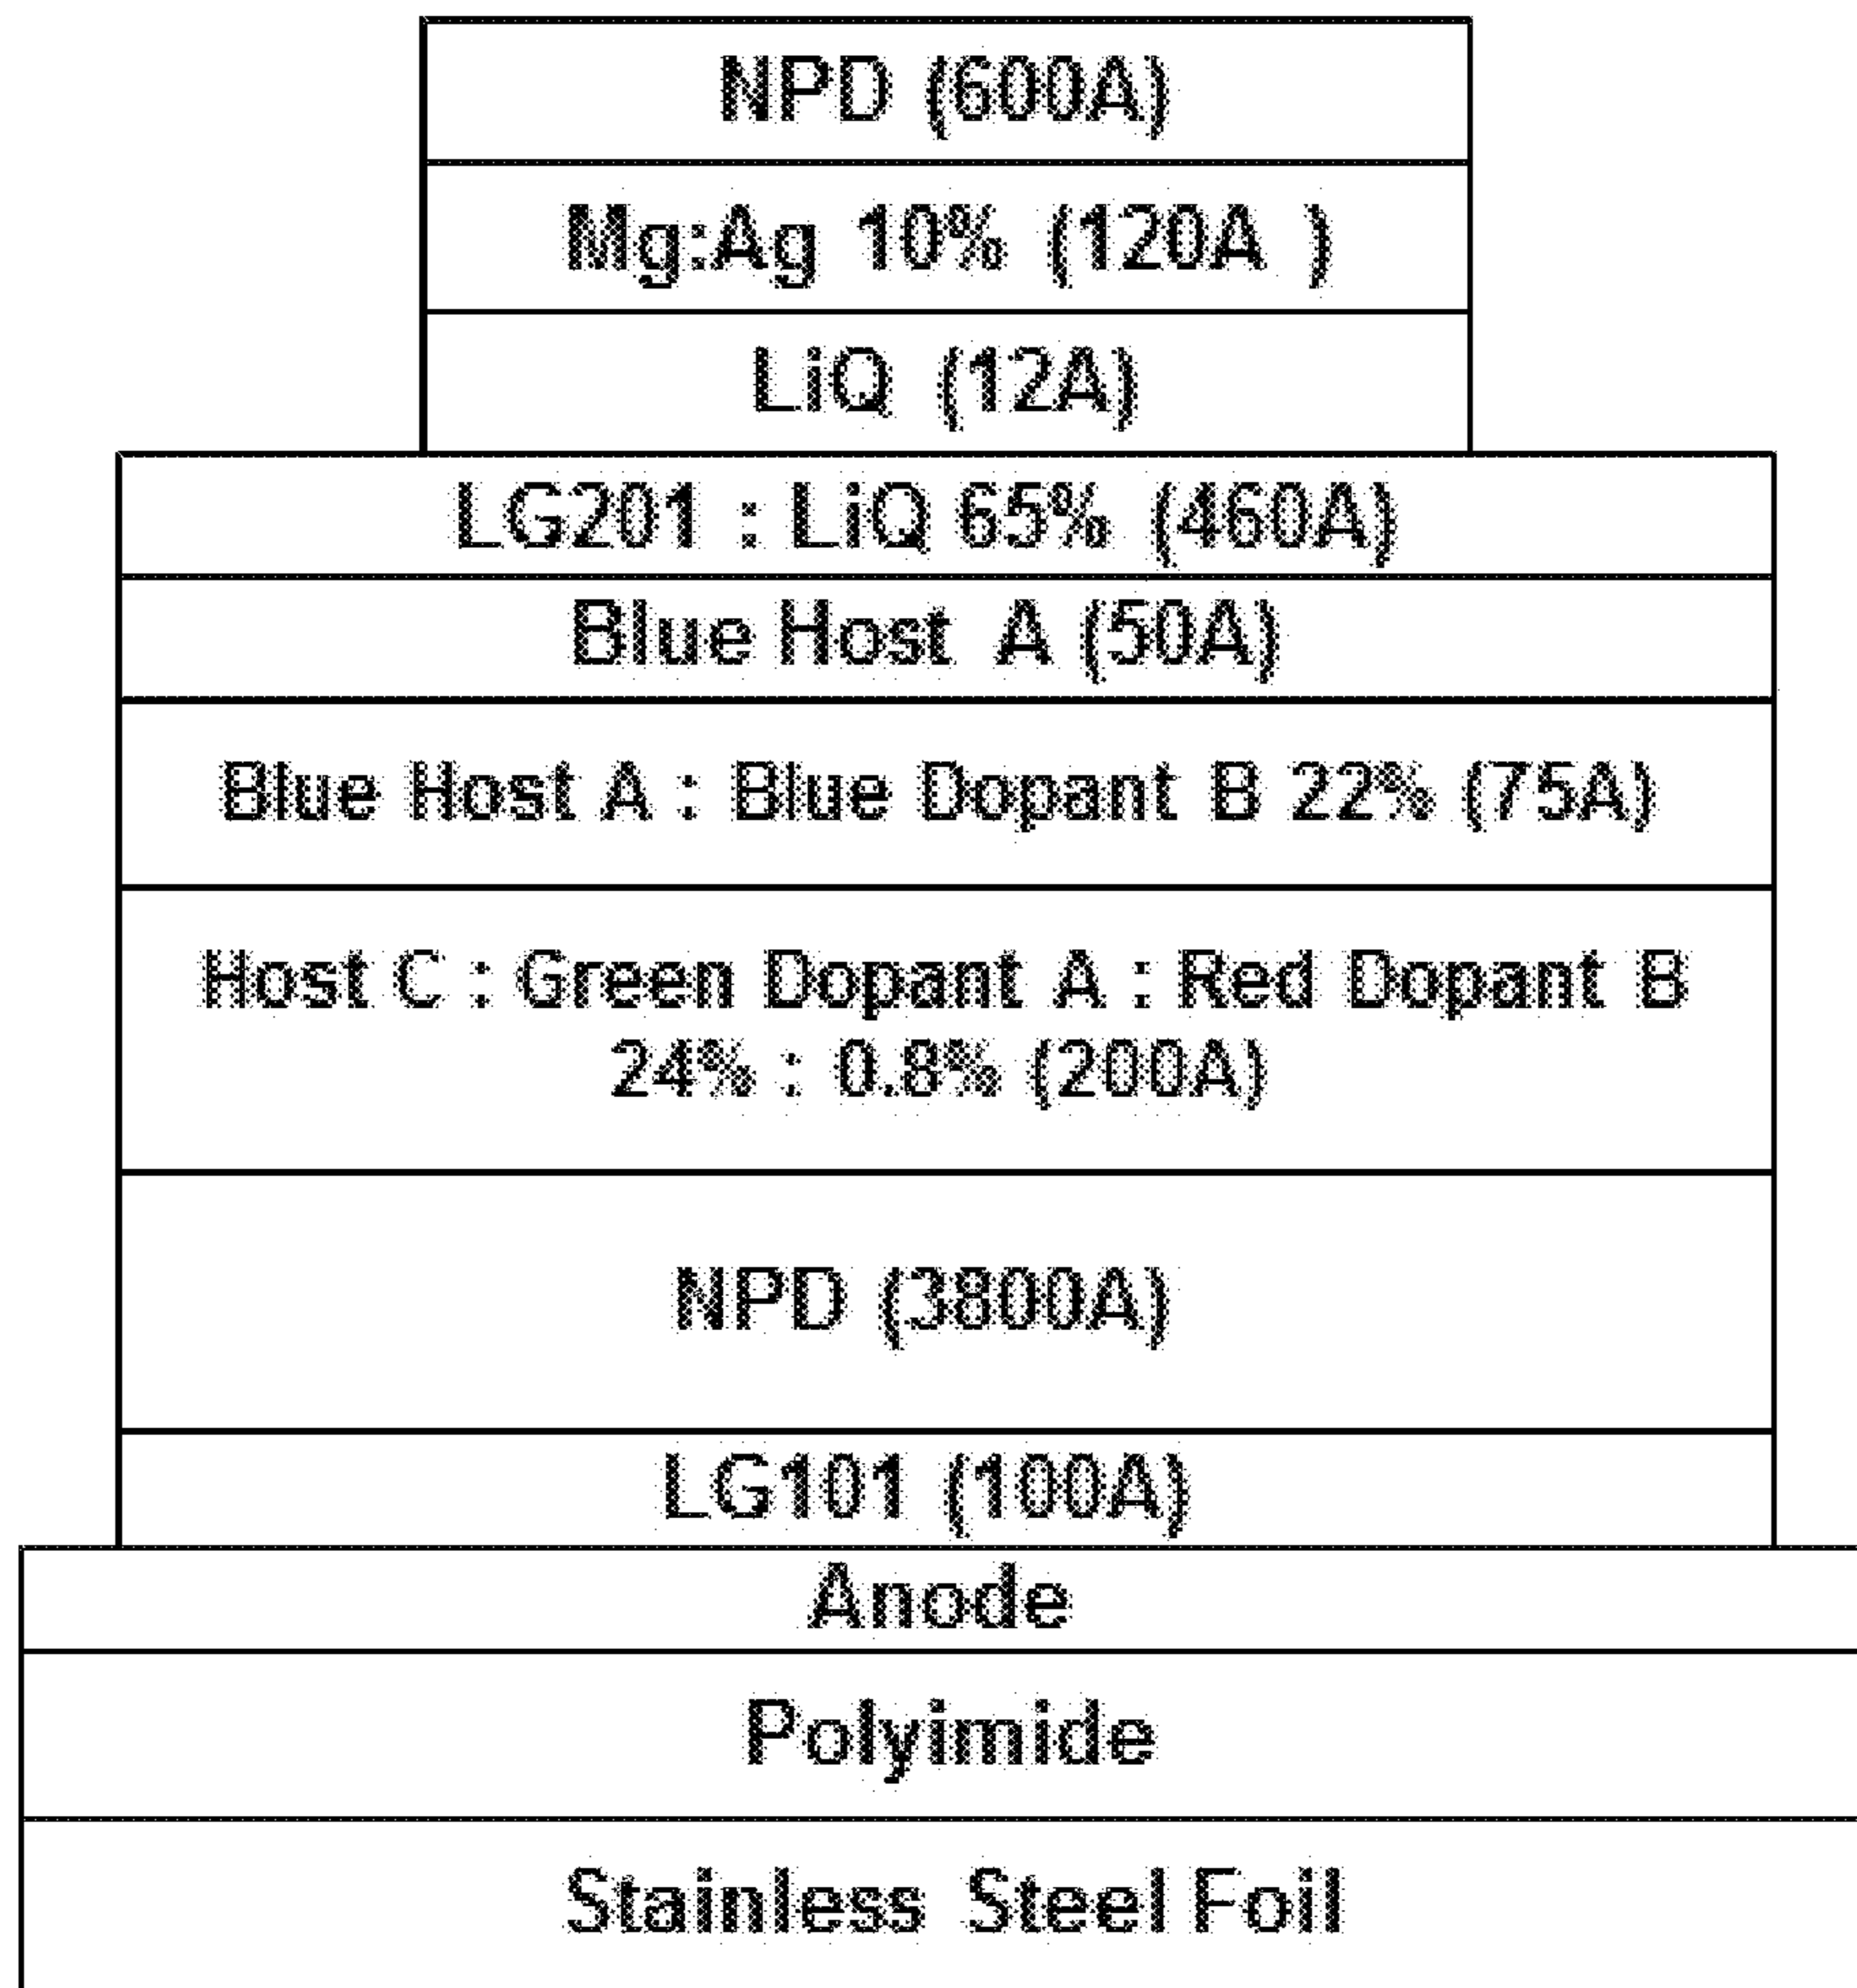 NPD (600A)
Mg:Ag 10% (120A )
LiQ (12A)
LG201 : LiQ 65% (460A)
Blue Host A (50A)
Blue Host A : Blue Dopant B 22% (75A)
Host C : Green Dopant A : Red Dopant B
24% : 0.8% (200A)
NPD (3800A)
LG101 (100A)
Anode
Polyimide
Stainless Steel Foil